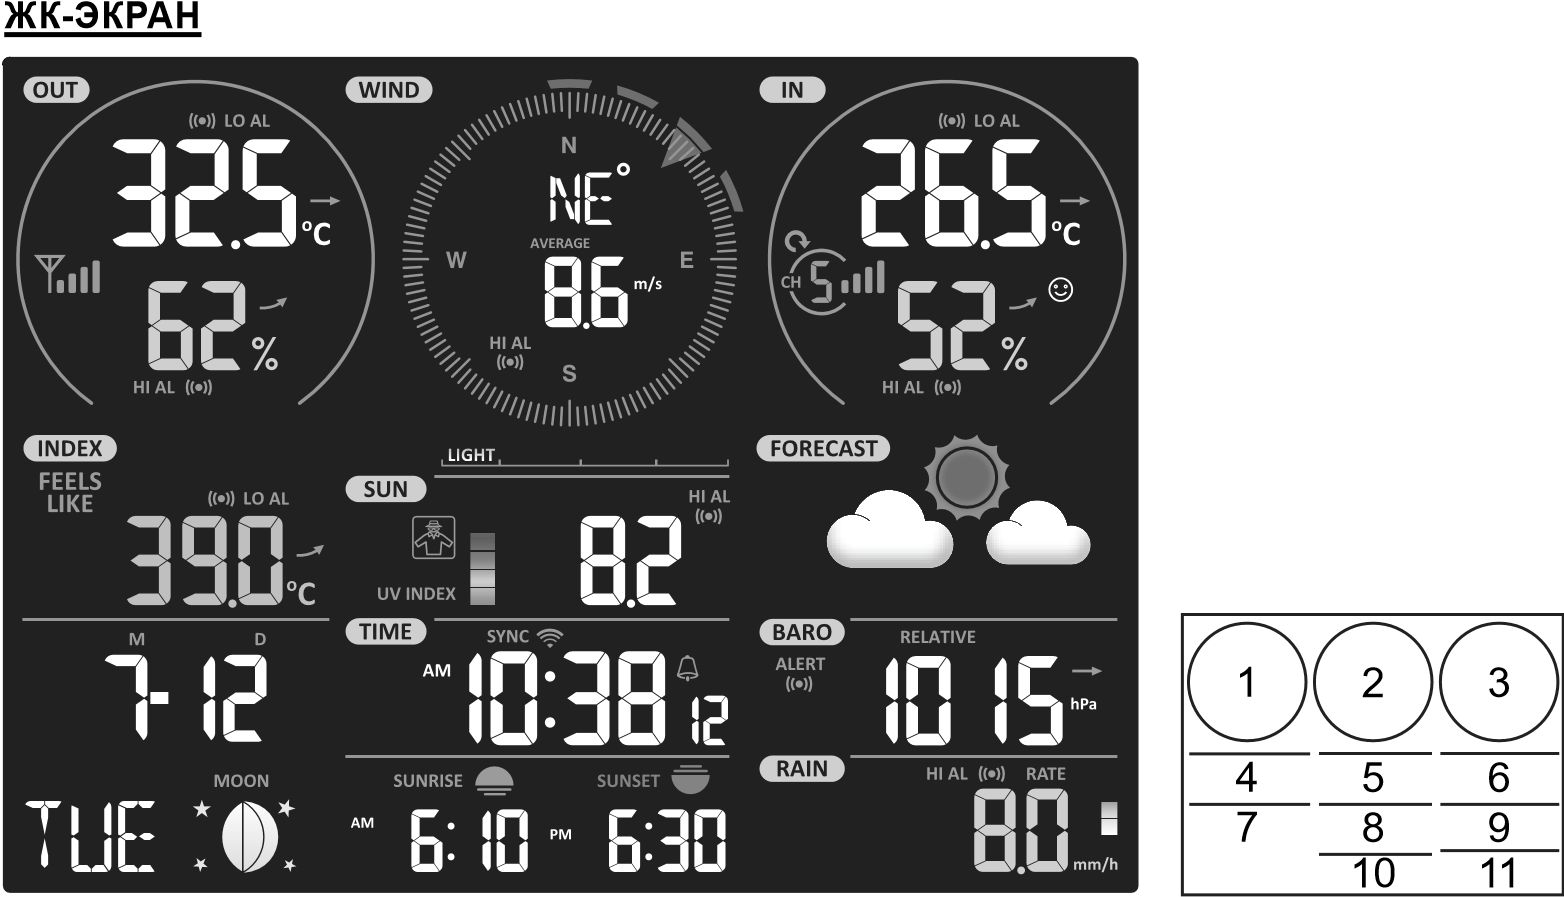 ЖК-ЭКРАН
OUT
LO AL
32.5 °C
62 %
HI AL
WIND
N
NE°
W
AVERAGE
E
8.6 m/s
HI AL
S
IN
LO AL
26.5 °C
CH 5
52 %
HI AL
INDEX
FEELS
LIKE
LO AL
39.0 °C
LIGHT
SUN
HI AL
UV INDEX
8.2
FORECAST
M D
7-12
TUE
MOON
TIME
SYNC
AM 10:38 12
SUNRISE SUNSET
AM 6:10 PM 6:30
BARO
RELATIVE
ALERT
1015 hPa
RAIN
HI AL RATE
8.0 mm/h
1 2 3
4 5 6
7 8 9
10 11